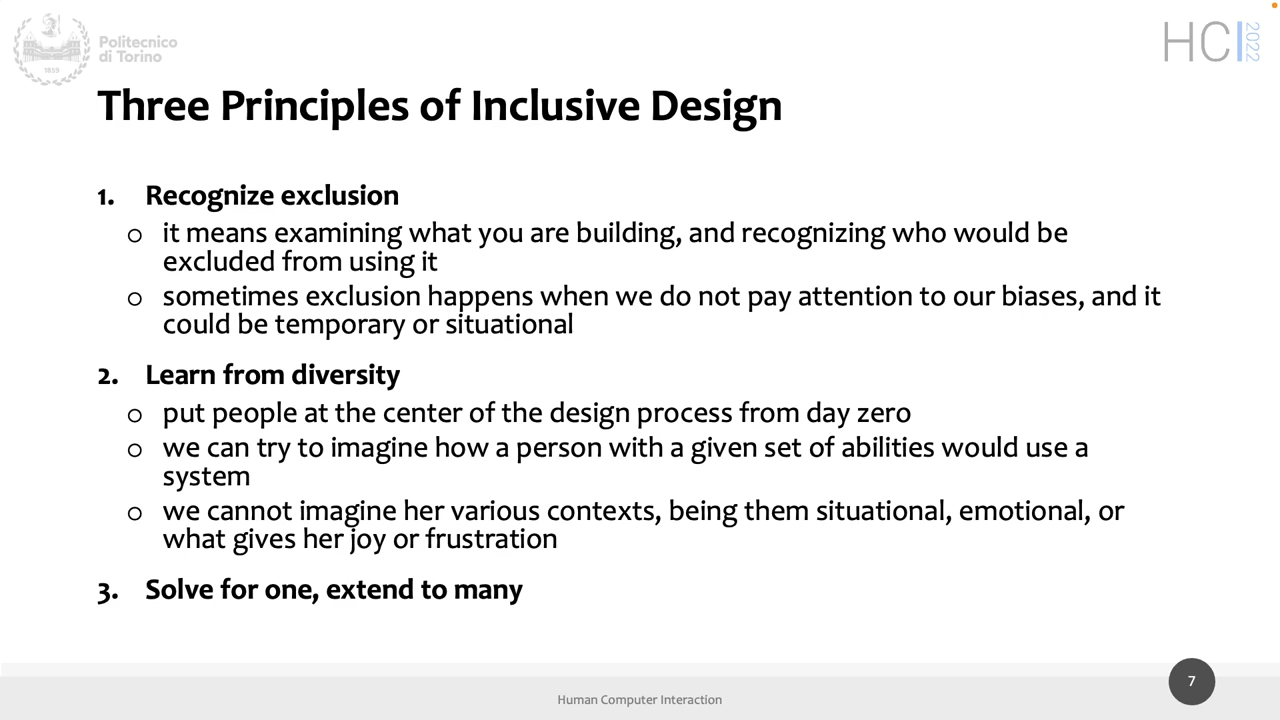 Politecnico
di Torino
1859
HCI 2022
Three Principles of Inclusive Design
1. Recognize exclusion
o it means examining what you are building, and recognizing who would be
excluded from using it
o sometimes exclusion happens when we do not pay attention to our biases, and it
could be temporary or situational
2. Learn from diversity
o put people at the center of the design process from day zero
o we can try to imagine how a person with a given set of abilities would use a
system
o we cannot imagine her various contexts, being them situational, emotional, or
what gives her joy or frustration
3. Solve for one, extend to many
Human Computer Interaction
7